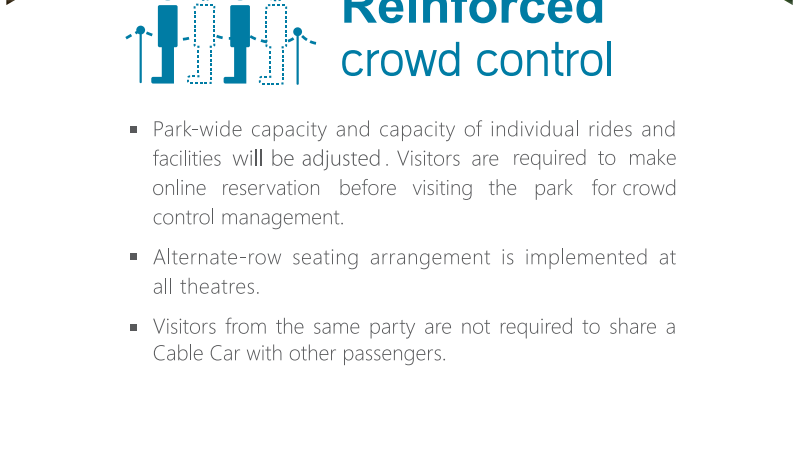 Reinforced
crowd control
Park-wide capacity and capacity of individual rides and
facilities will be adjusted. Visitors are required to make
online reservation before visiting the park for crowd
control management.
Alternate-row seating arrangement is implemented at
all theatres.
Visitors from the same party are not required to share a
Cable Car with other passengers.